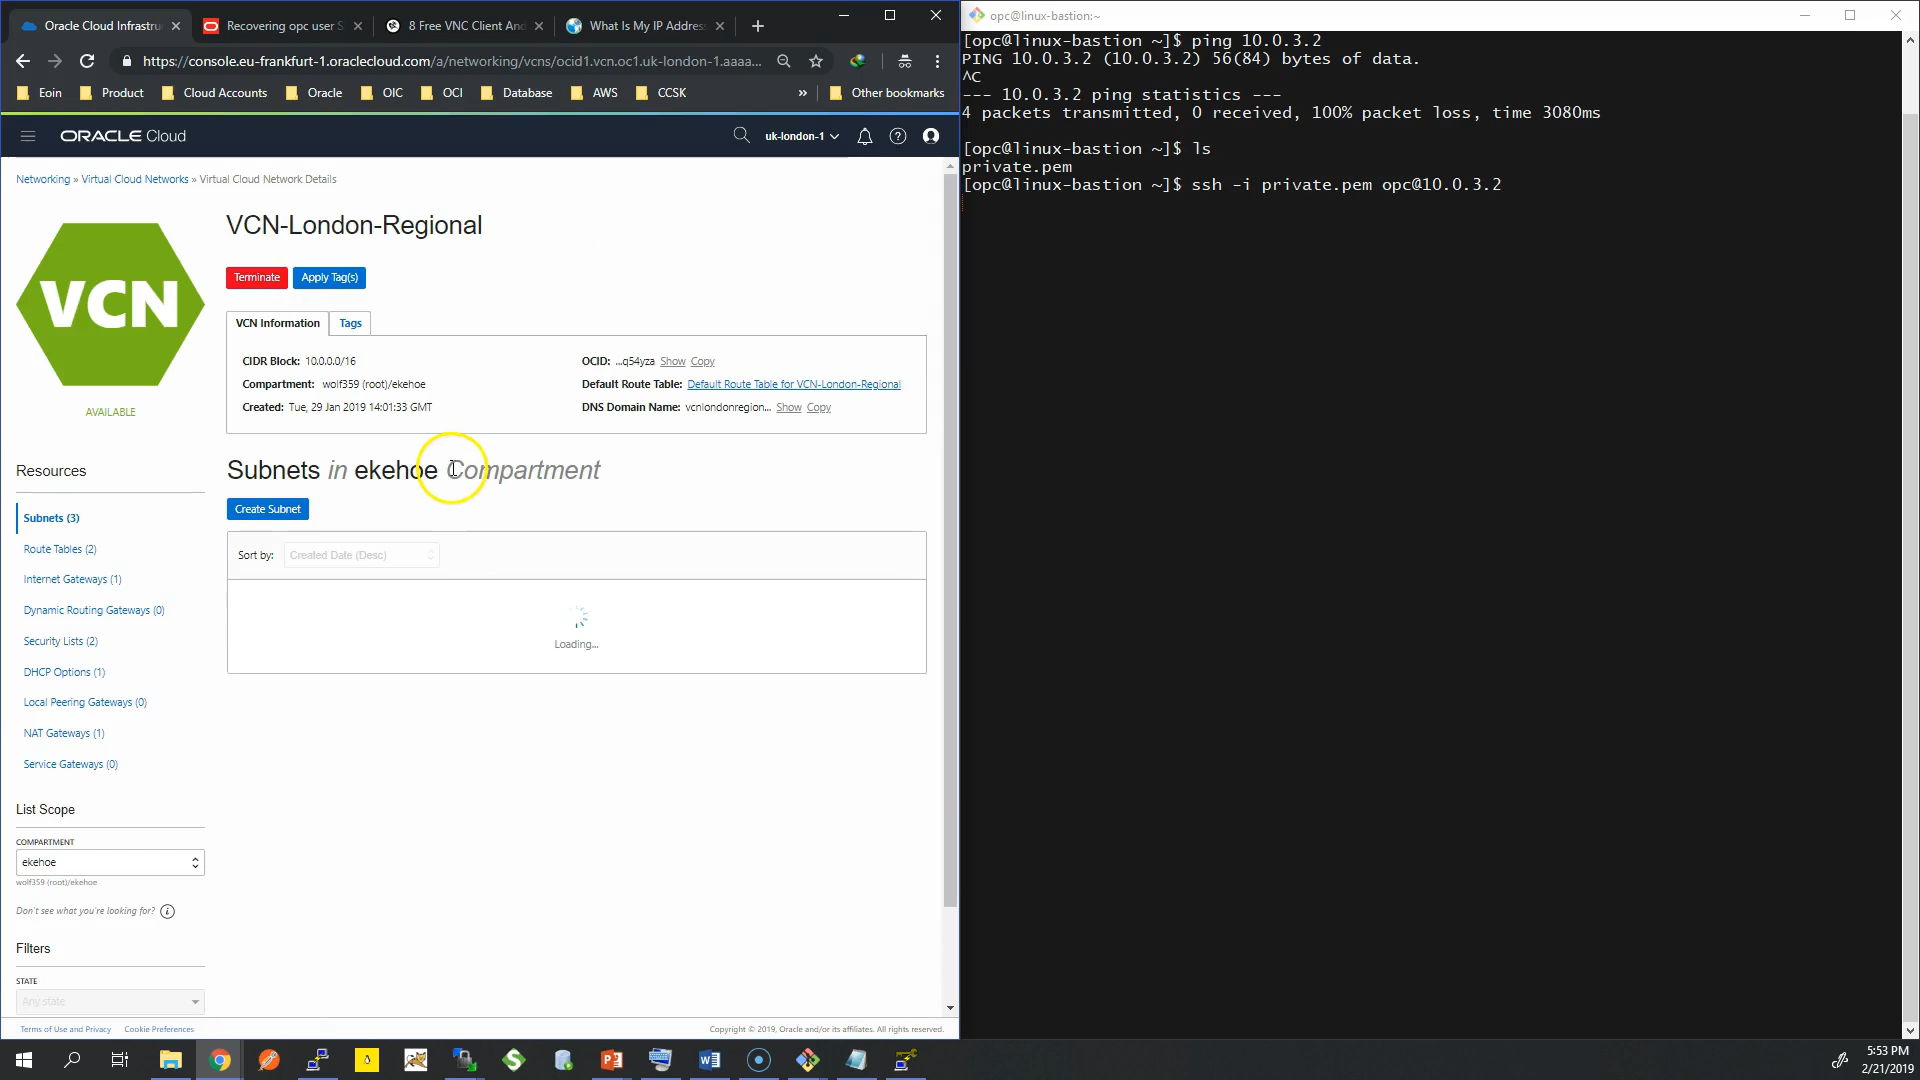 Oracle Cloud Infrastru
Recovering opc user S
8 Free VNC Client And
What Is My IP Address
https://console.eu-frankfurt-1.oraclecloud.com/a/networking/vcns/ocid1.vcn.oc1.uk-london-1.aaaa...
Eoin
Product
Cloud Accounts
Oracle
OIC
OCI
Database
AWS
CCSK
»
Other bookmarks
ORACLE Cloud
uk-london-1
Networking » Virtual Cloud Networks » Virtual Cloud Network Details
VCN
AVAILABLE
VCN-London-Regional
Terminate
Apply Tag(s)
VCN Information
Tags
CIDR Block: 10.0.0.0/16
Compartment: wolf359 (root)/ekehoe
Created: Tue, 29 Jan 2019 14:01:33 GMT
OCID: ...q54yza Show Copy
Default Route Table: Default Route Table for VCN-London-Regional
DNS Domain Name: vcnlondonregion... Show Copy
Resources
Subnets (3)
Route Tables (2)
Internet Gateways (1)
Dynamic Routing Gateways (0)
Security Lists (2)
DHCP Options (1)
Local Peering Gateways (0)
NAT Gateways (1)
Service Gateways (0)
List Scope
COMPARTMENT
ekehoe
wolf359 (root)/ekehoe
Don't see what you're looking for?
Filters
STATE
Any state
Subnets in ekehoe Compartment
Create Subnet
Sort by: Created Date (Desc)
Loading...
Terms of Use and Privacy
Cookie Preferences
Copyright © 2019, Oracle and/or its affiliates. All rights reserved.
opc@linux-bastion:~
[opc@linux-bastion ~]$ ping 10.0.3.2
PING 10.0.3.2 (10.0.3.2) 56(84) bytes of data.
^C
--- 10.0.3.2 ping statistics ---
4 packets transmitted, 0 received, 100% packet loss, time 3080ms
[opc@linux-bastion ~]$ ls
private.pem
[opc@linux-bastion ~]$ ssh -i private.pem opc@10.0.3.2
5:53 PM
2/21/2019